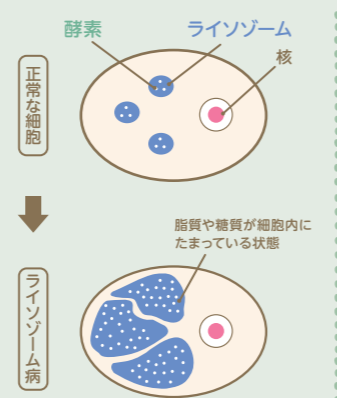 酵素
ライソゾーム
核
正常な細胞
脂質や糖質が細胞内に
たまっている状態
ライソゾーム病